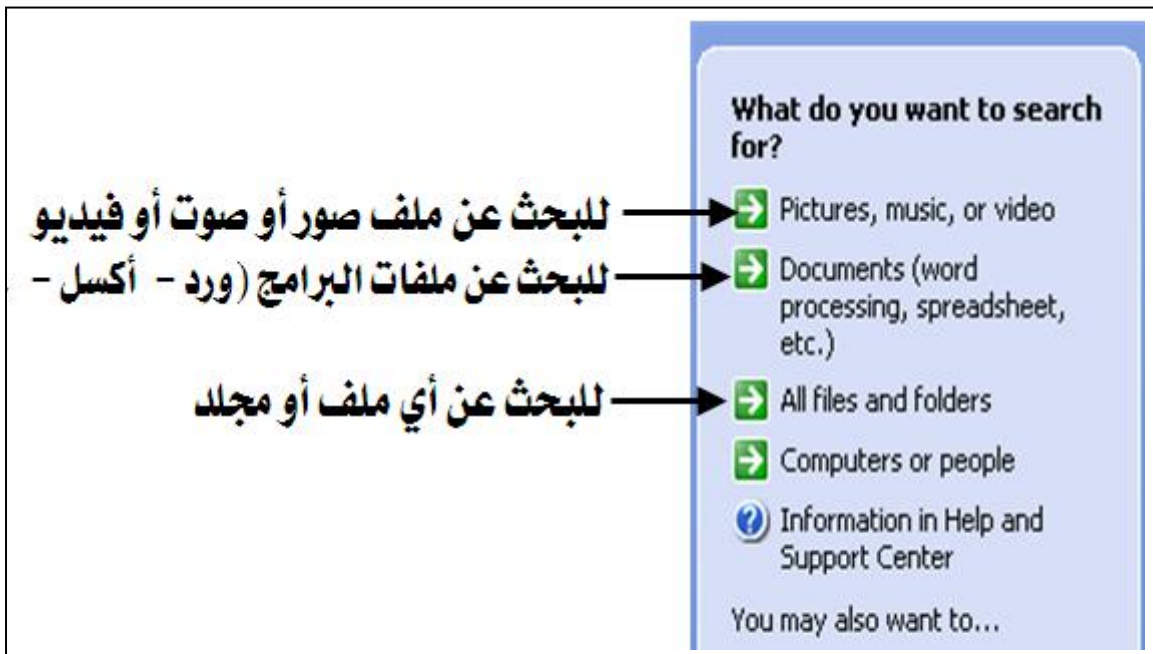 What do you want to search
for?
للبحث عن ملف صور أو صوت أو فيديو
Pictures, music, or video
للبحث عن ملفات البرامج (ورد - أكسل -
Documents (word
processing, spreadsheet,
etc.)
للبحث عن أي ملف أو مجلد
All files and folders
Computers or people
Information in Help and
Support Center
You may also want to...